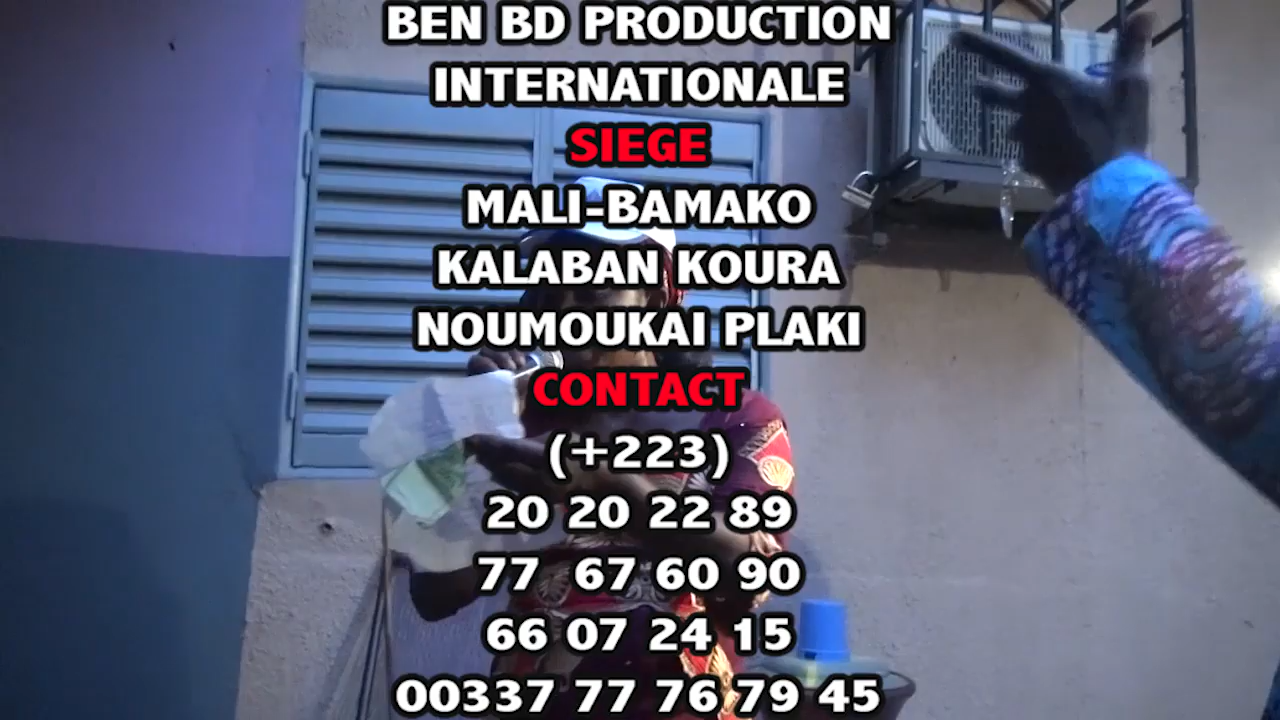 BEN BD PRODUCTION
INTERNATIONALE
SIEGE
MALI-BAMAKO
KALABAN KOURA
NOUMOUKAI PLAKI
CONTACT
(+223)
20 20 22 89
77 67 60 90
66 07 24 15
00337 77 76 79 45